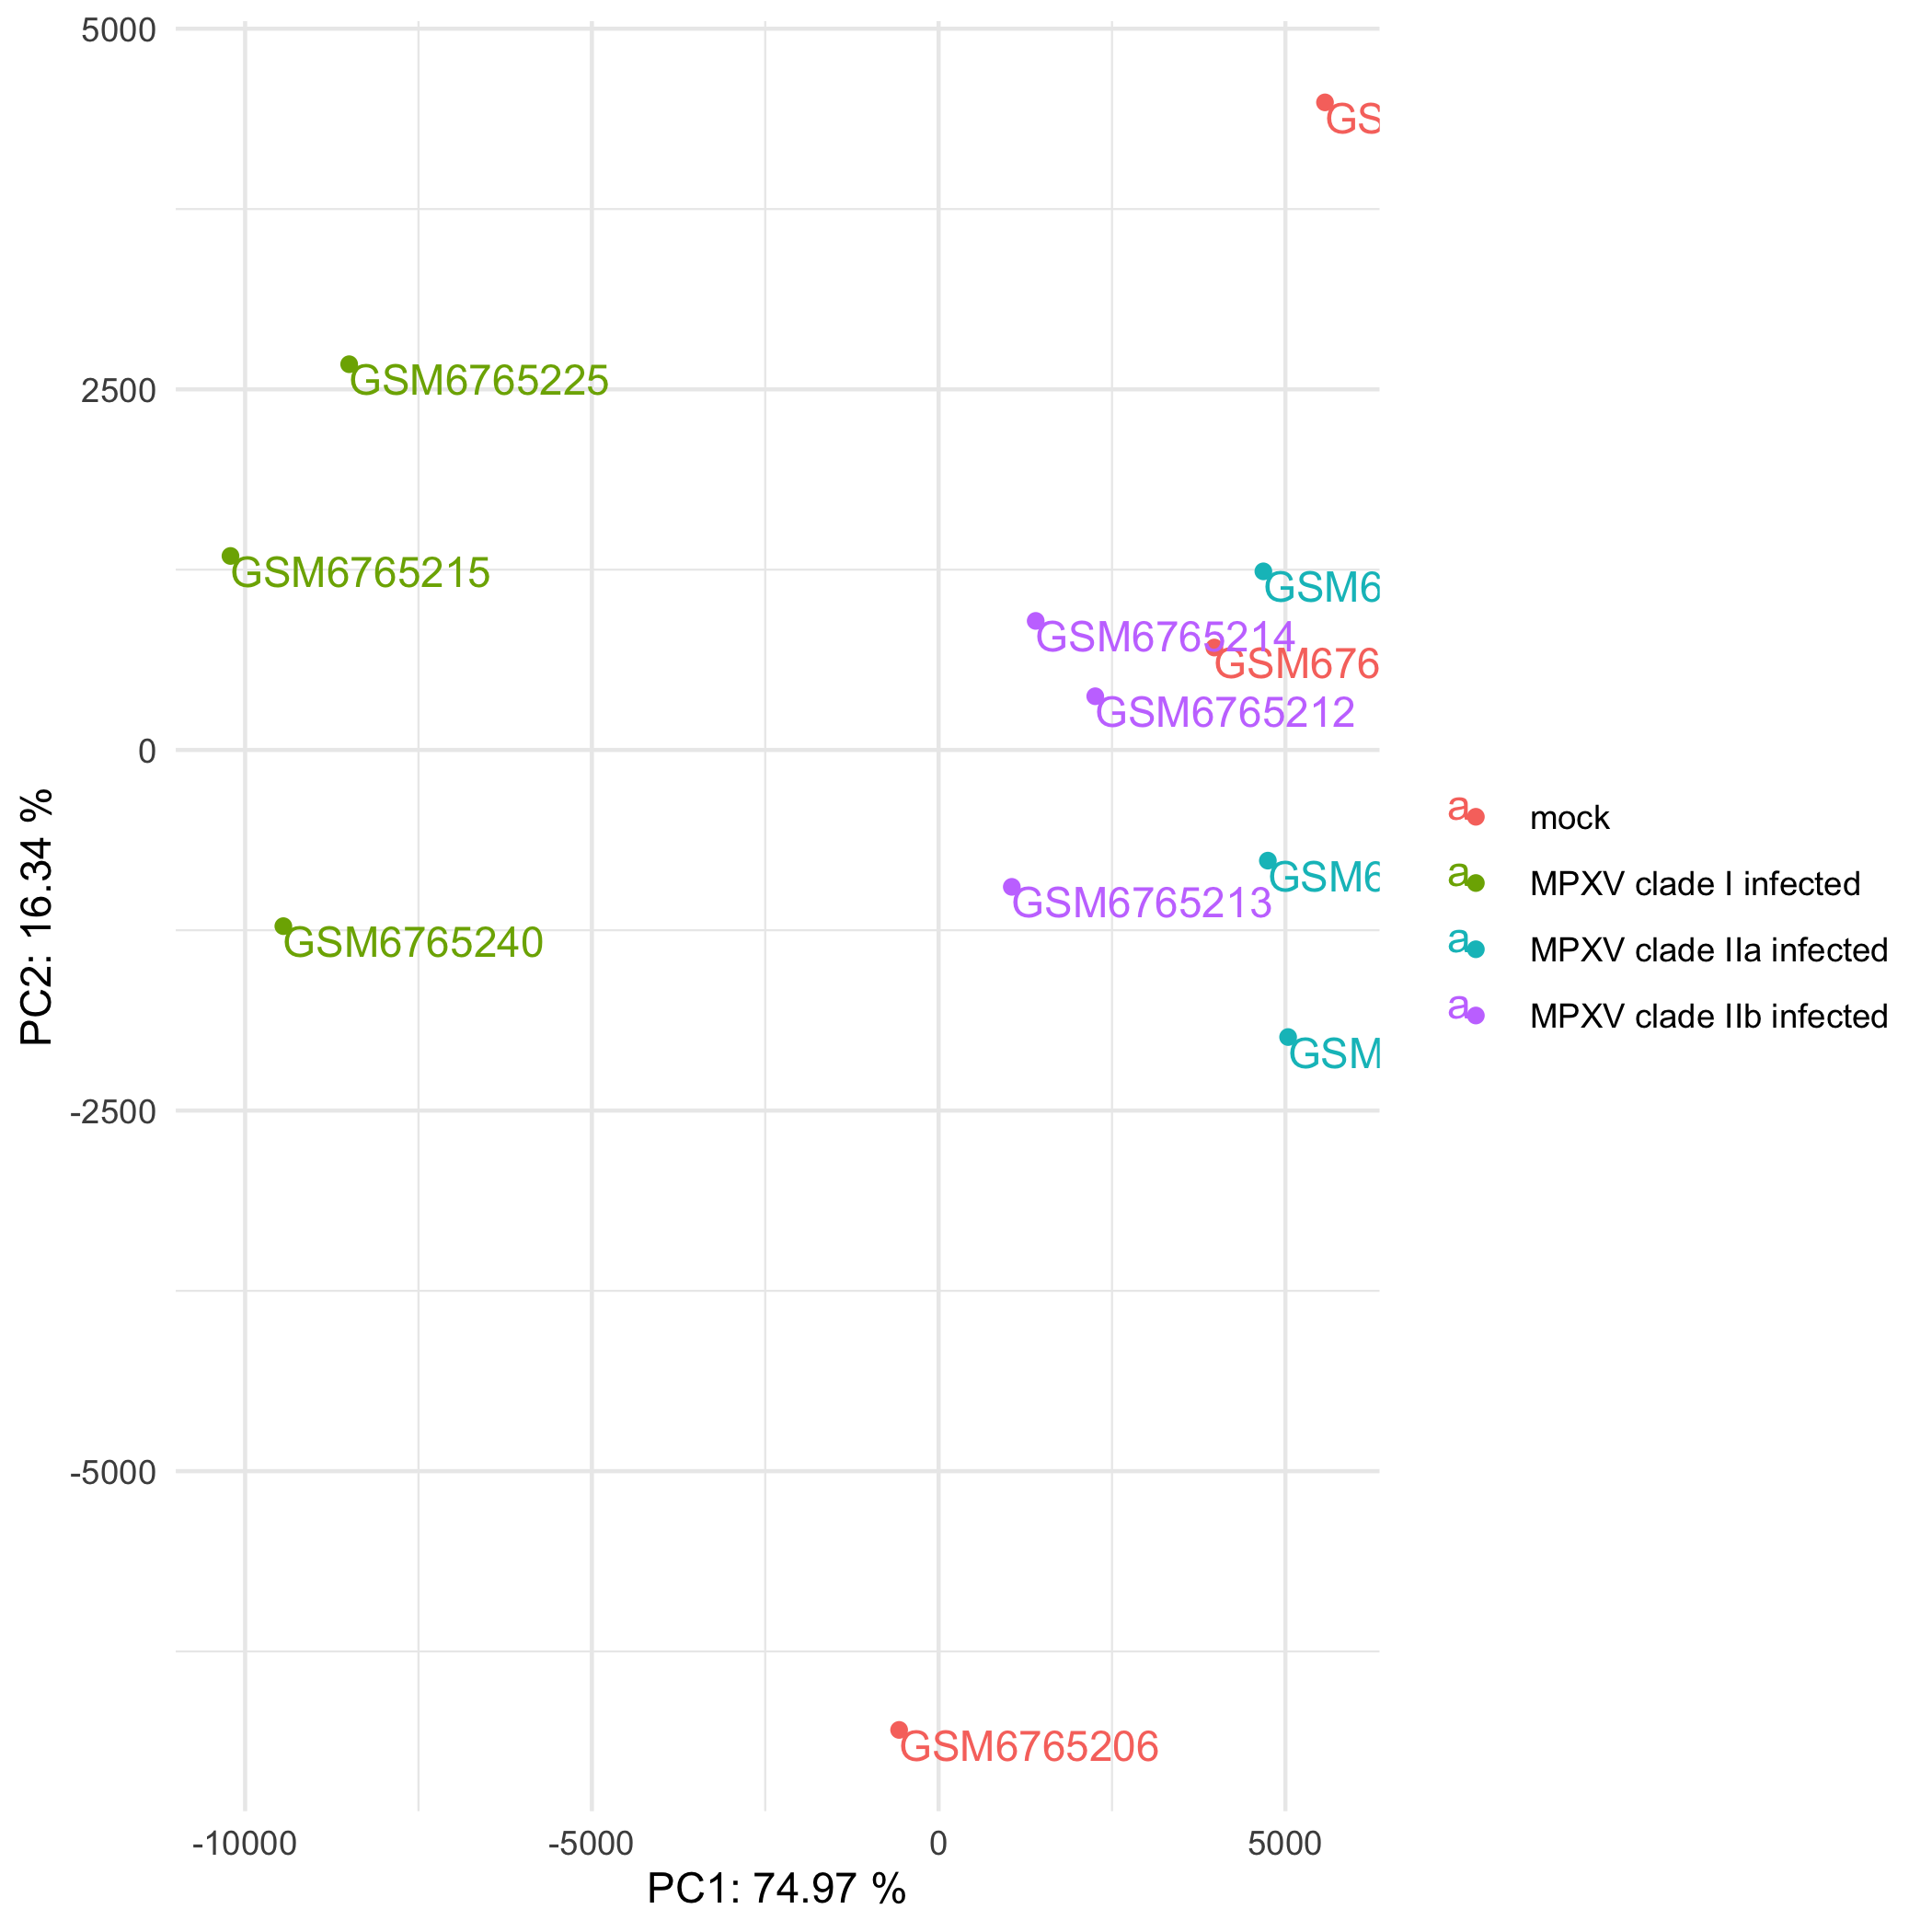 5000
GS
2500
GSM6765225
GSM6765215
GSM6
GSM6765214
GSM676
GSM6765212
0
GSM6
GSM6765213
GSM6765240
GSM
-2500
-5000
GSM6765206
-10000
-5000
0
5000
PC1: 74.97 %
PC2: 16.34 %
a mock
a MPXV clade I infected
a MPXV clade IIa infected
a MPXV clade IIb infected